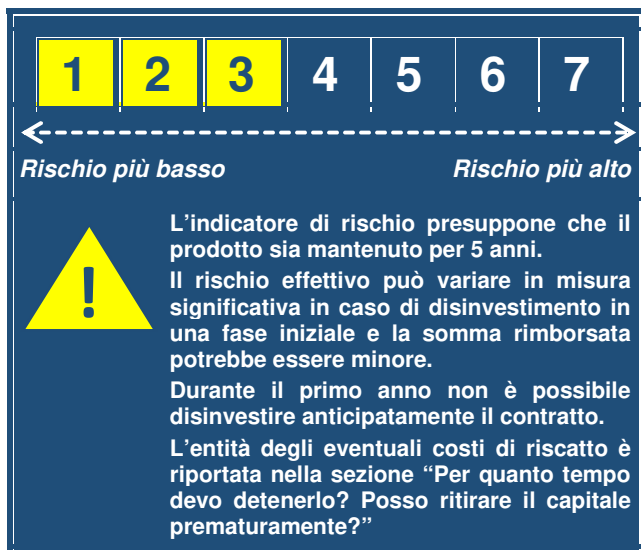 1 2 3 4 5 6 7
Rischio più basso Rischio più alto
!
L’indicatore di rischio presuppone che il
prodotto sia mantenuto per 5 anni.
Il rischio effettivo può variare in misura
significativa in caso di disinvestimento in
una fase iniziale e la somma rimborsata
potrebbe essere minore.
Durante il primo anno non è possibile
disinvestire anticipatamente il contratto.
L’entità degli eventuali costi di riscatto è
riportata nella sezione “Per quanto tempo
devo detenerlo? Posso ritirare il capitale
prematuramente?”